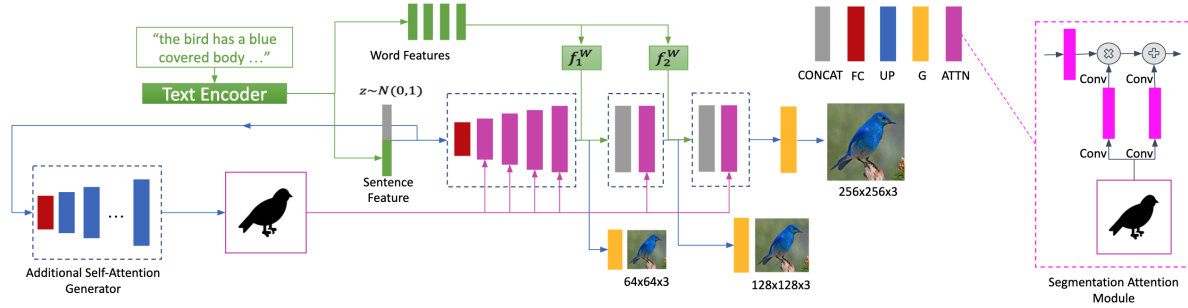 “the bird has a blue
covered body …”
Text Encoder
Word Features
f₁ᵂ
f₂ᵂ
CONCAT FC UP G ATTN
z~N(0,1)
Sentence
Feature
256x256x3
64x64x3
128x128x3
...
Additional Self-Attention
Generator
Conv Conv
Conv Conv
Segmentation Attention
Module